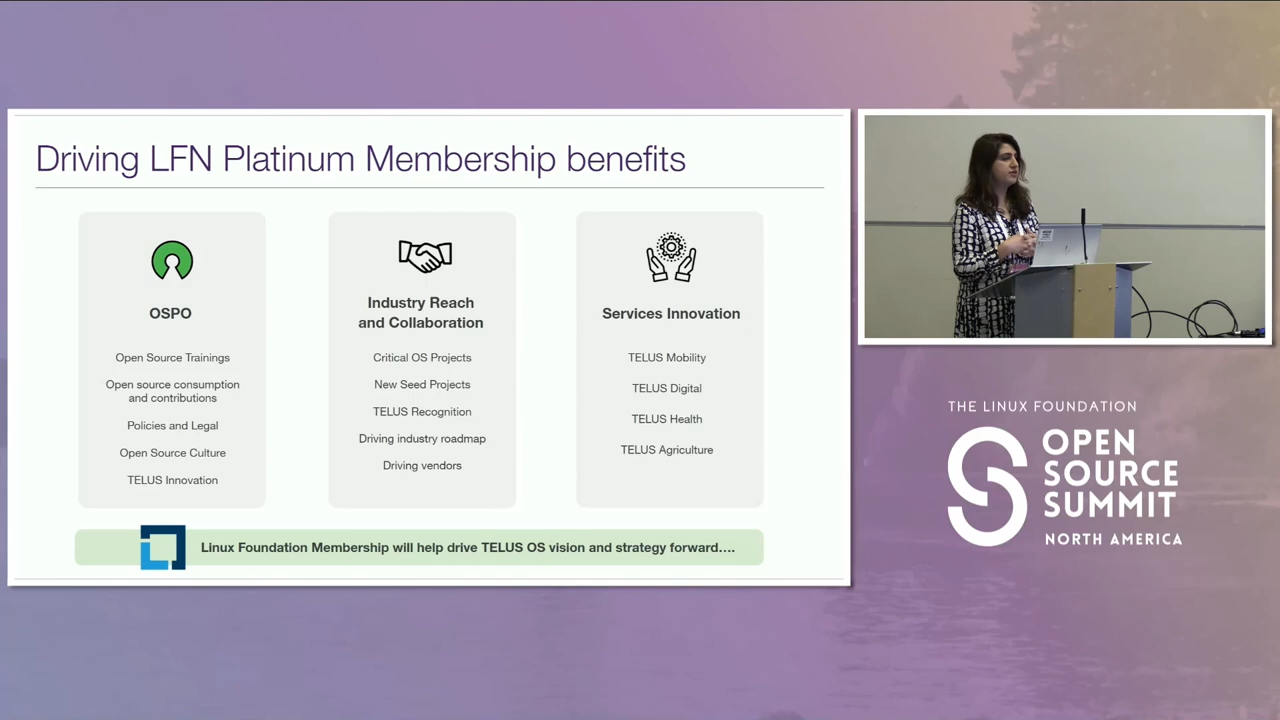 Driving LFN Platinum Membership benefits
OSPO
Open Source Trainings
Open source consumption
and contributions
Policies and Legal
Open Source Culture
TELUS Innovation
Industry Reach
and Collaboration
Critical OS Projects
New Seed Projects
TELUS Recognition
Driving industry roadmap
Driving vendors
Services Innovation
TELUS Mobility
TELUS Digital
TELUS Health
TELUS Agriculture
Linux Foundation Membership will help drive TELUS OS vision and strategy forward....
THE LINUX FOUNDATION
OPEN
SOURCE
SUMMIT
NORTH AMERICA